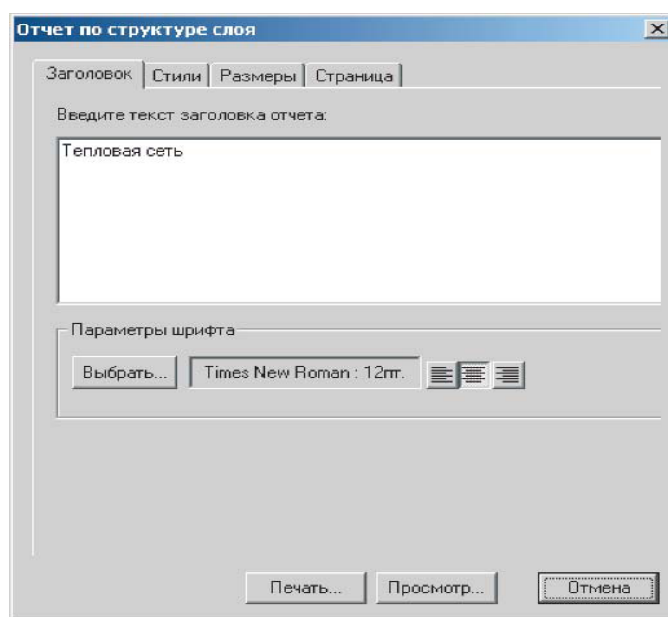 Отчет по структуре слоя
Заголовок Стили Размеры Страница
Введите текст заголовка отчета:
Тепловая сеть
Параметры шрифта
Выбрать... Times New Roman : 12пт.
Печать... Просмотр... Отмена